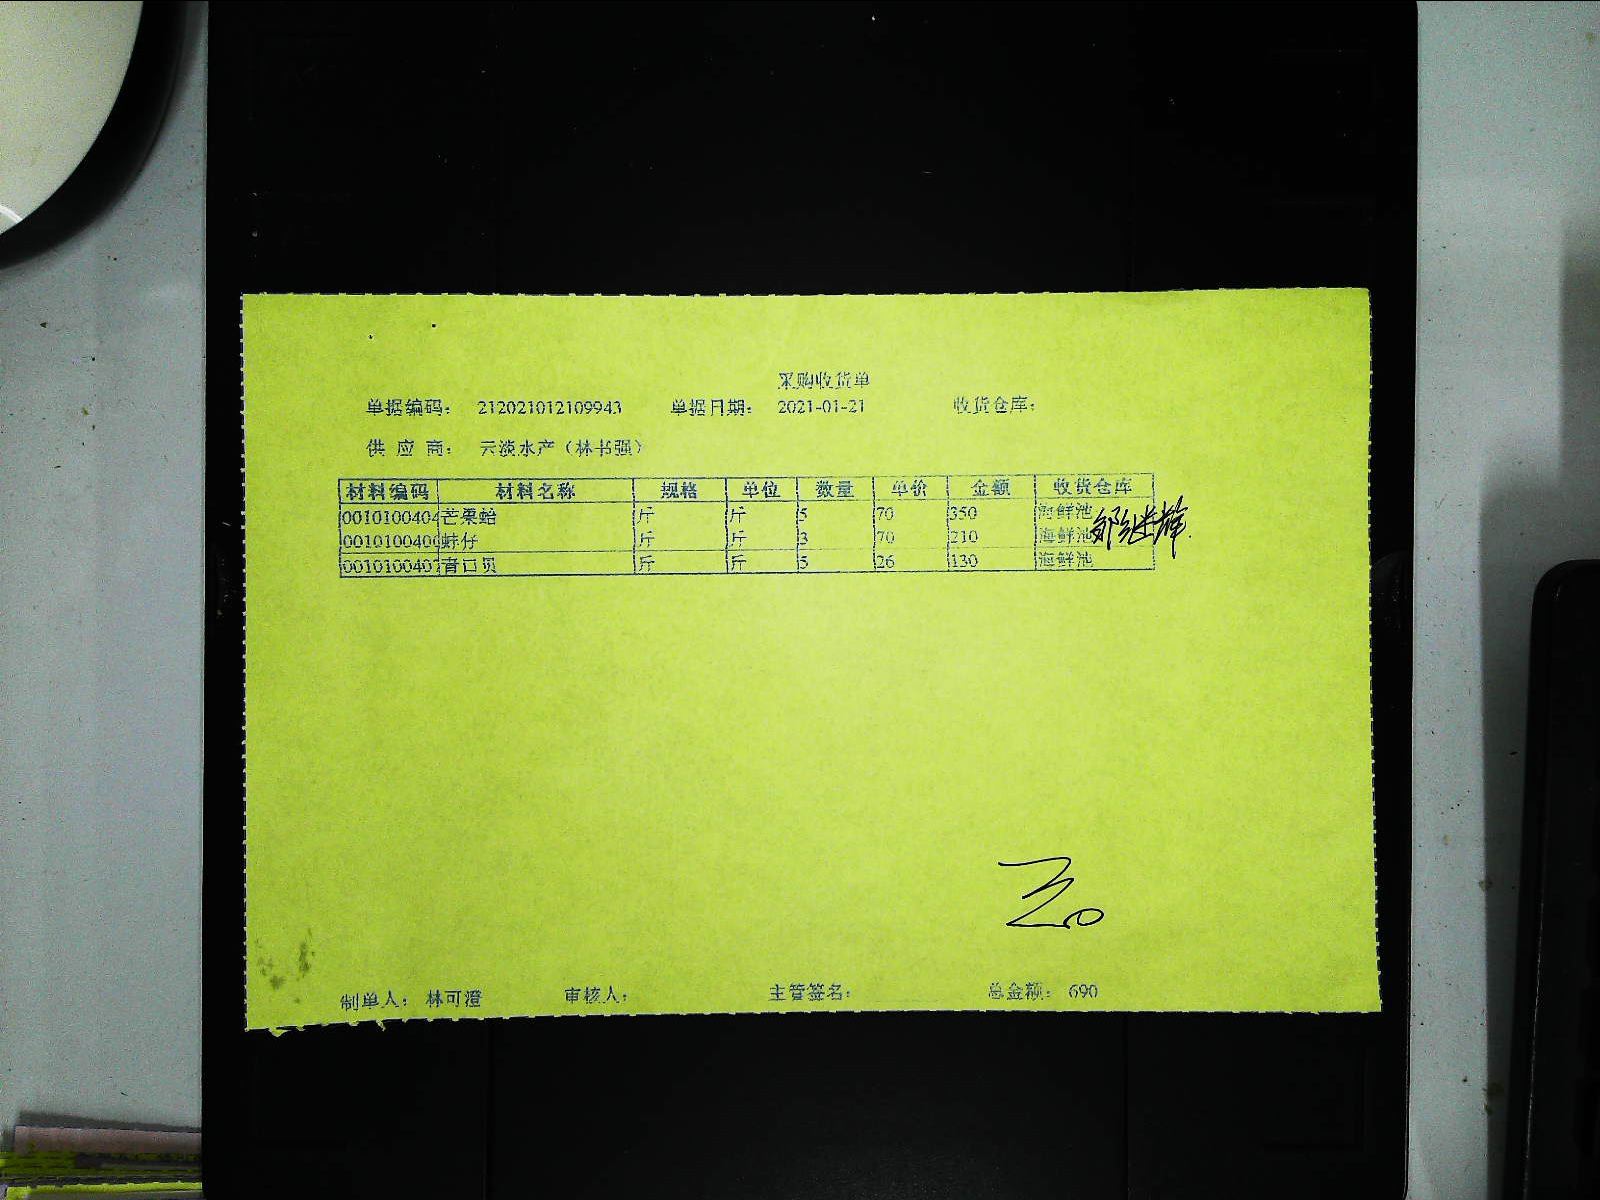 采购收货单
单据编码： 212021012109943 单据日期： 2021-01-21 收货仓库：
供 应 商： 云淡水产（林书强）
材料编码 材料名称 规格 单位 数量 单价 金额 收货仓库
0010100404 芒果蛤 斤 斤 5 70 350 海鲜池
0010100400 蚌仔 斤 斤 3 70 210 海鲜池
0010100407 青口贝 斤 斤 5 26 130 海鲜池
制单人： 林可澄 审核人： 主管签名： 总金额： 690